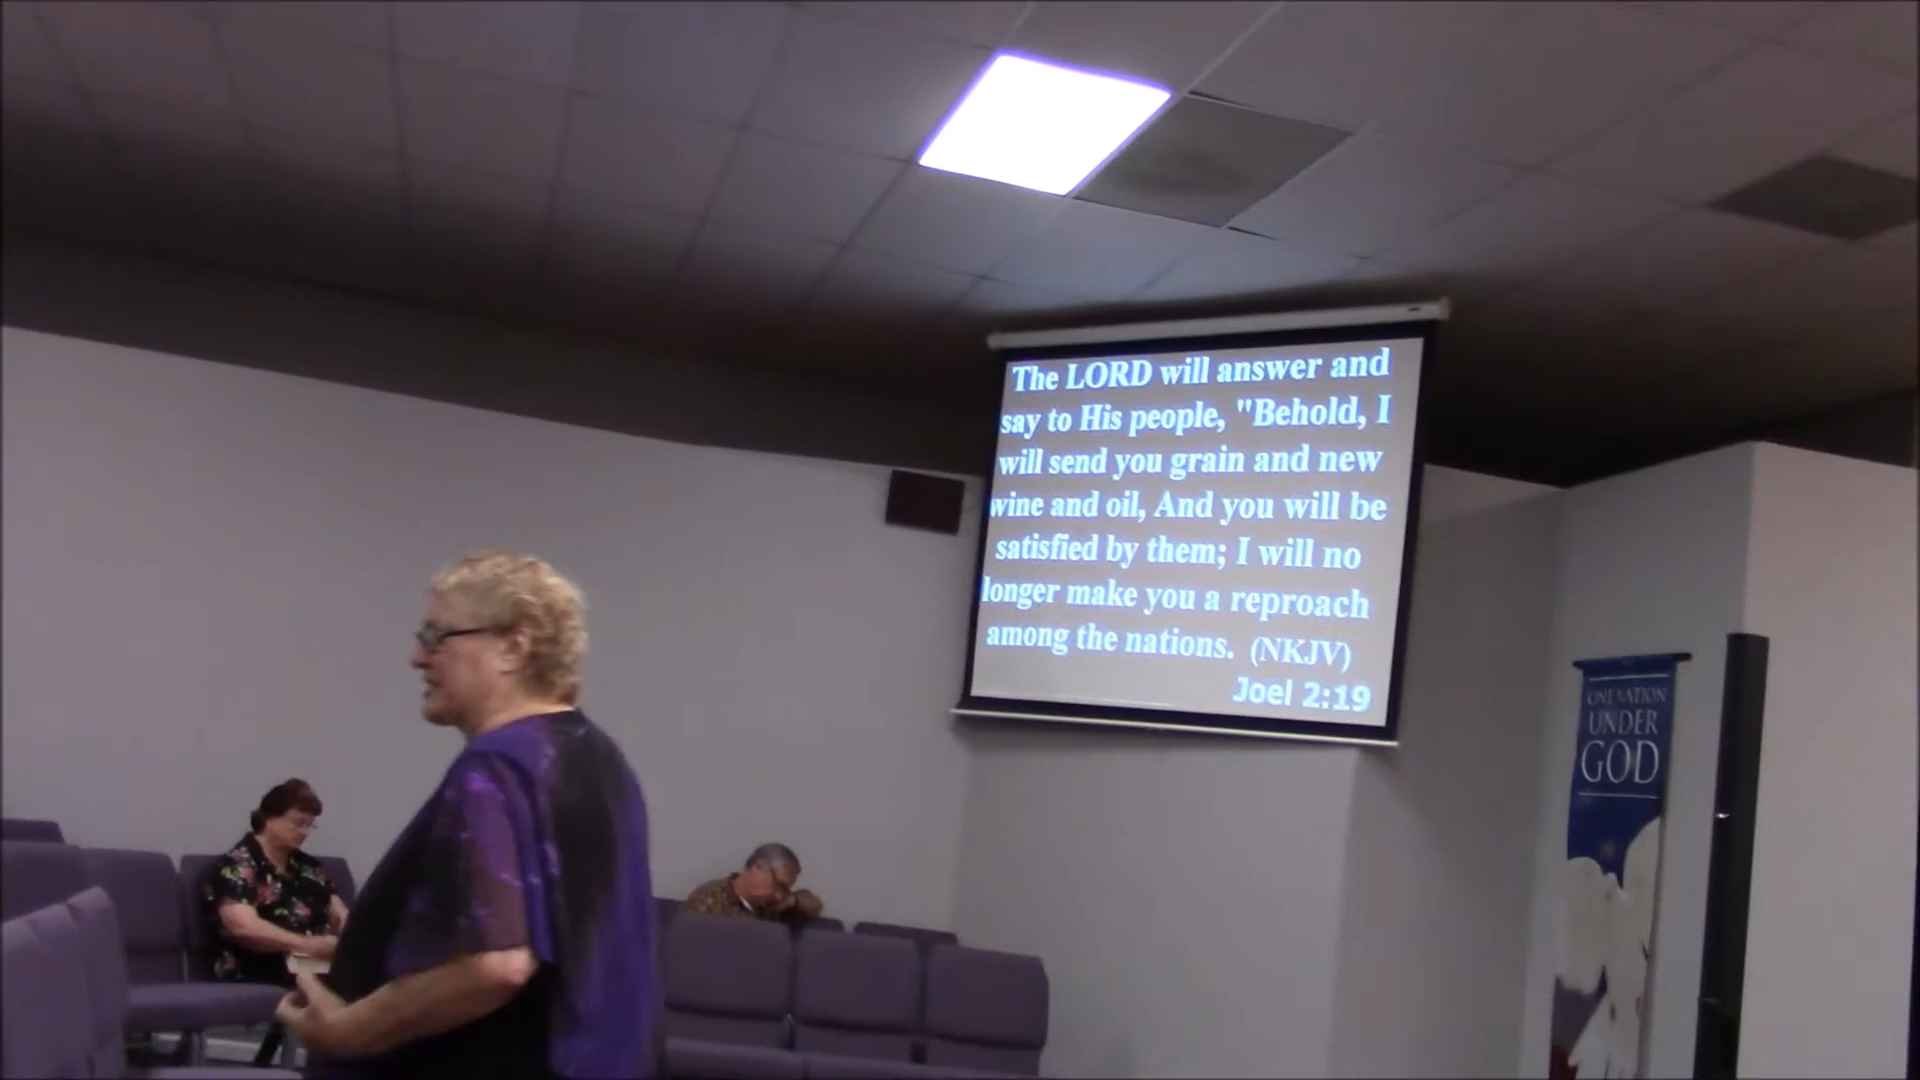 The LORD will answer and
say to His people, "Behold, I
will send you grain and new
wine and oil, And you will be
satisfied by them; I will no
longer make you a reproach
among the nations. (NKJV)
Joel 2:19
ONE NATION
UNDER
GOD